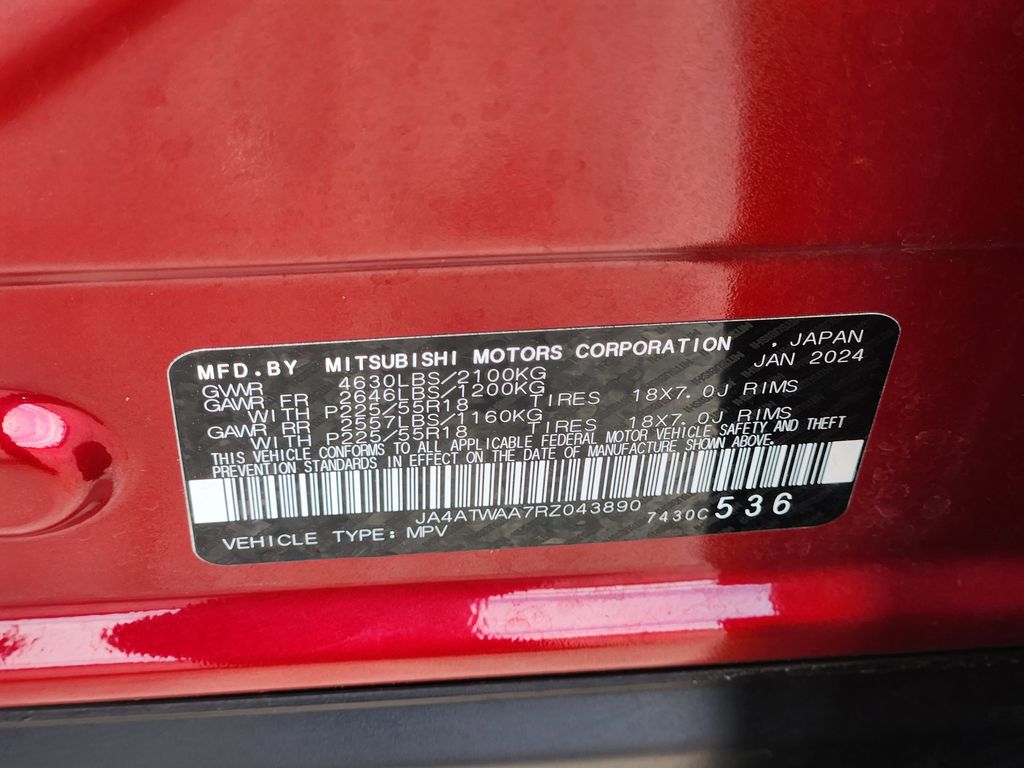 MFD.BY MITSUBISHI MOTORS CORPORATION , JAPAN
GVWR 4630LBS/2100KG JAN 2024
GAWR FR 2646LBS/1200KG
WITH P225/55R18 TIRES 18X7.0J RIMS
GAWR RR 2557LBS/1160KG
WITH P225/55R18 TIRES 18X7.0J RIMS
THIS VEHICLE CONFORMS TO ALL APPLICABLE FEDERAL MOTOR VEHICLE SAFETY AND THEFT
PREVENTION STANDARDS IN EFFECT ON THE DATE OF MANUFACTURE SHOWN ABOVE.
JA4ATWAA7RZ043890 7430C 536
VEHICLE TYPE: MPV